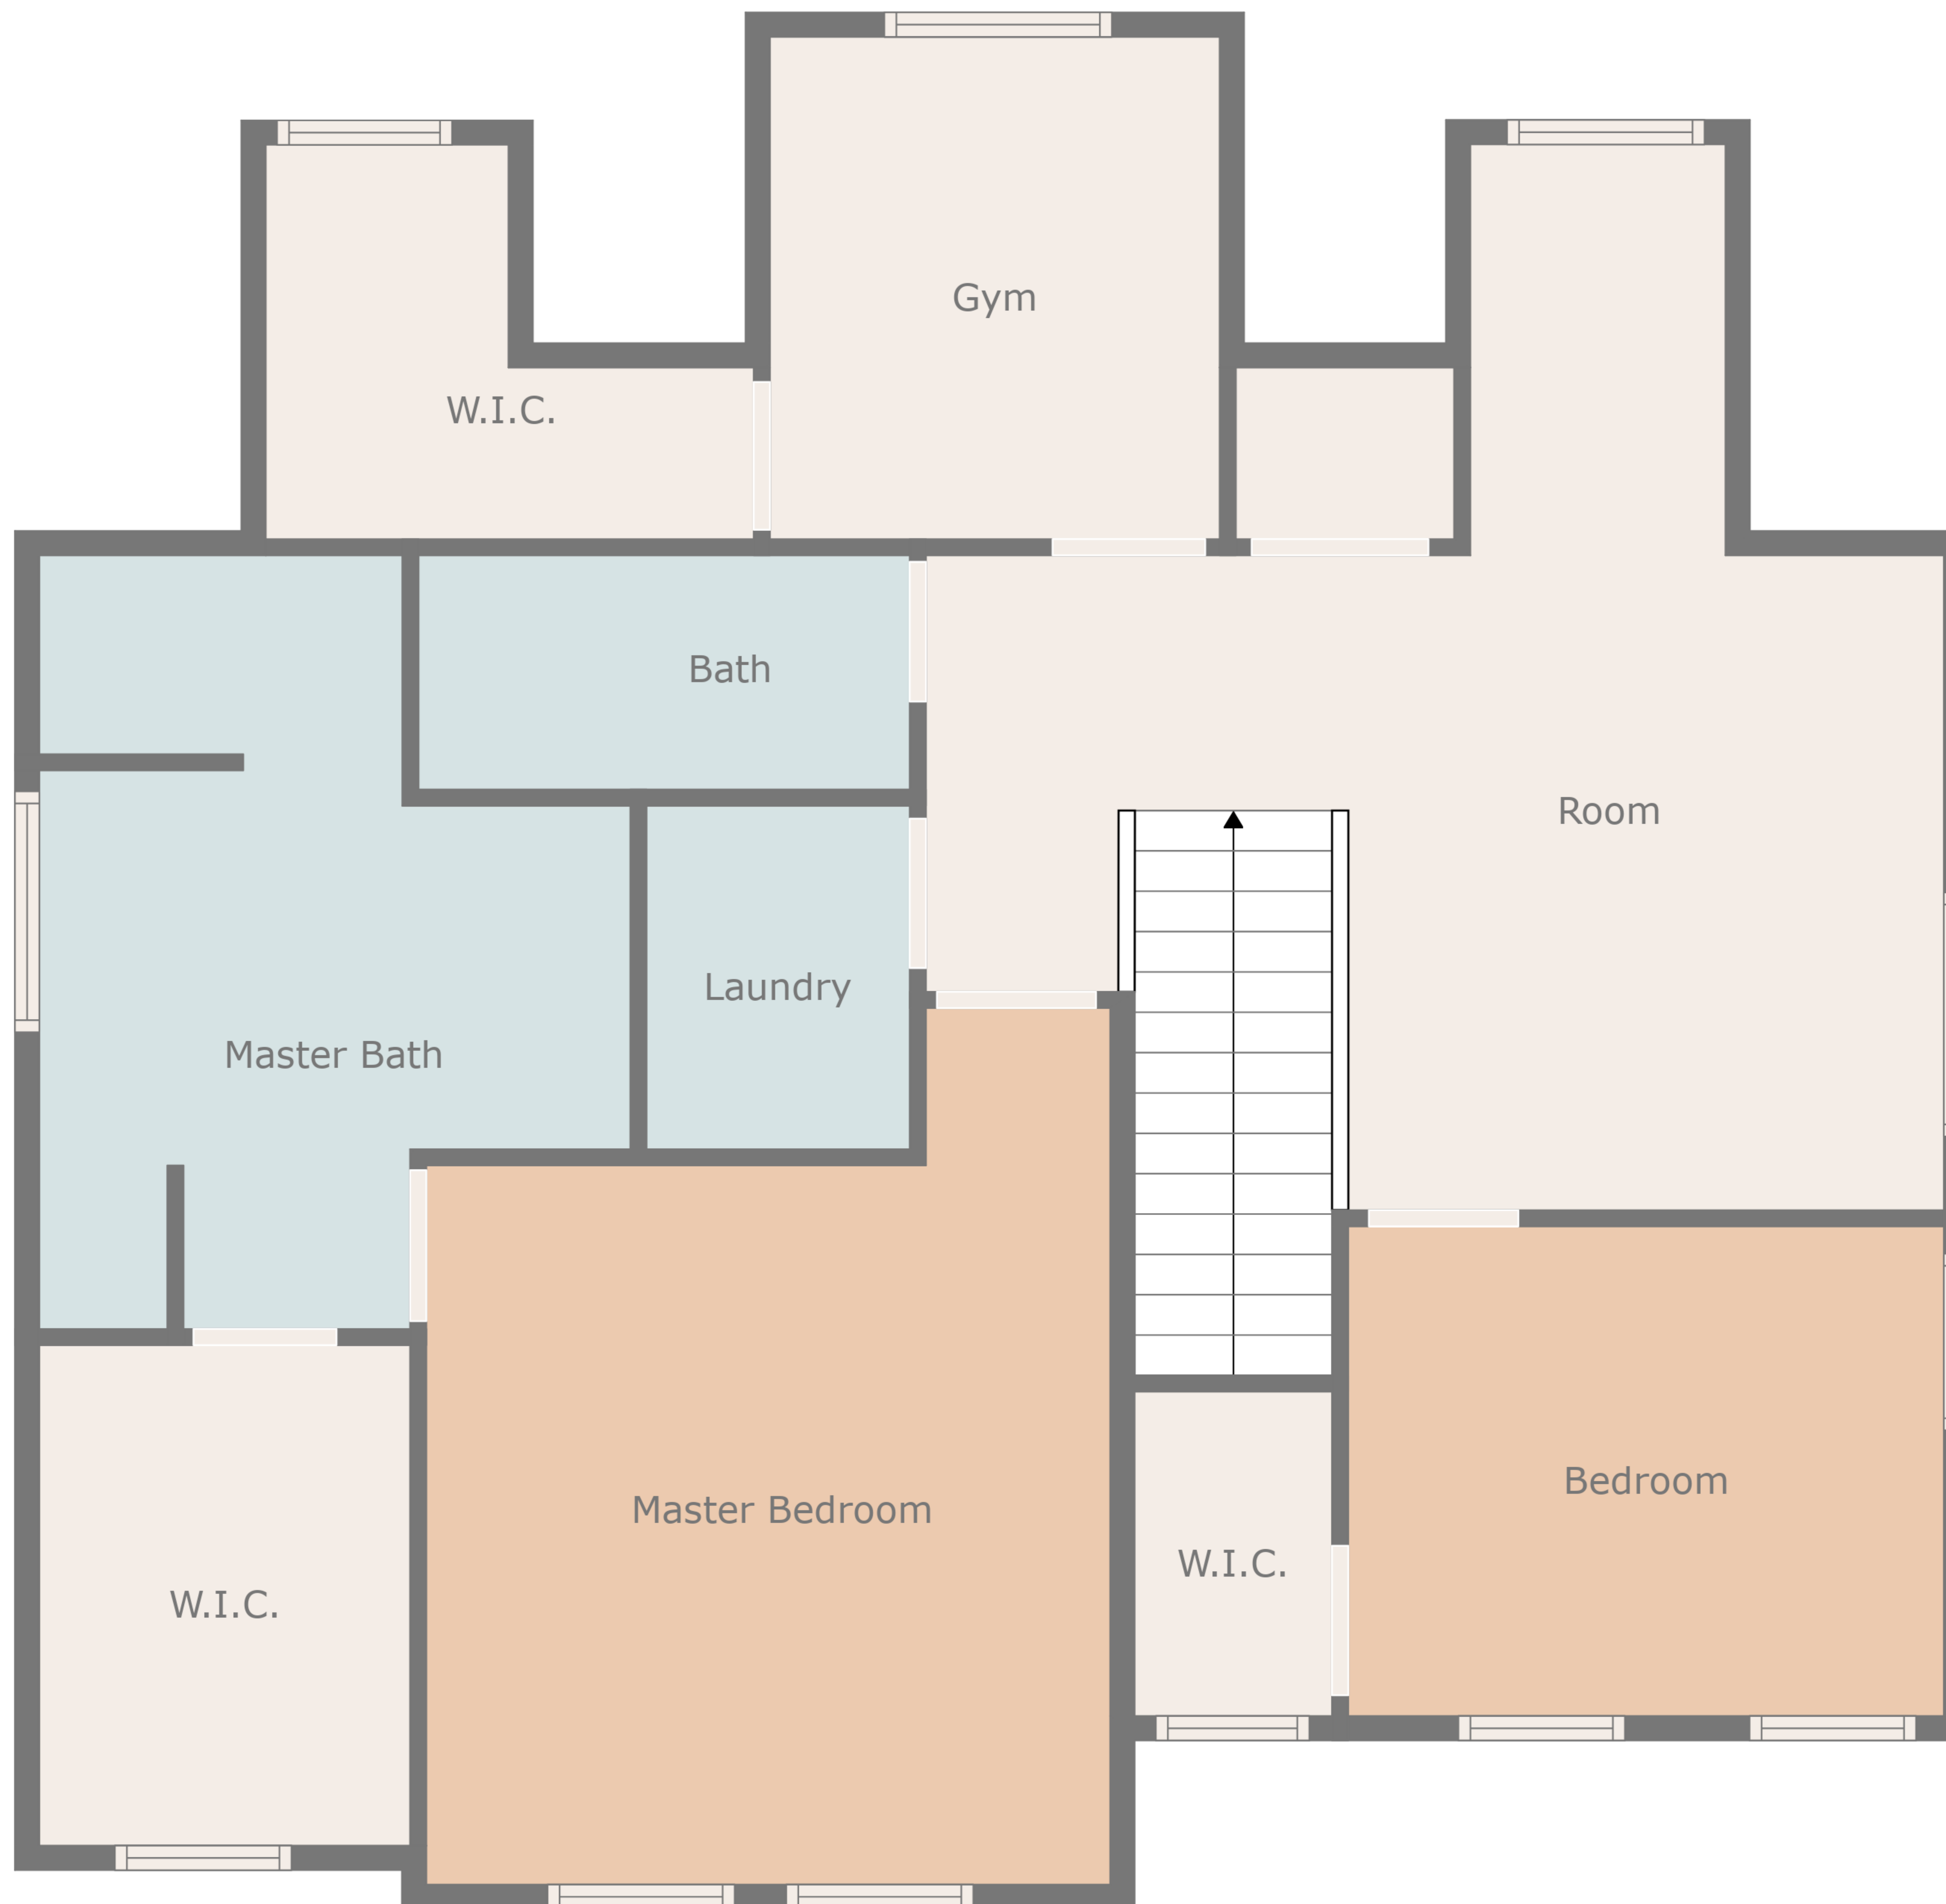 Gym
W.I.C.
Bath
Room
Laundry
Master Bath
Bedroom
Master Bedroom
W.I.C.
W.I.C.